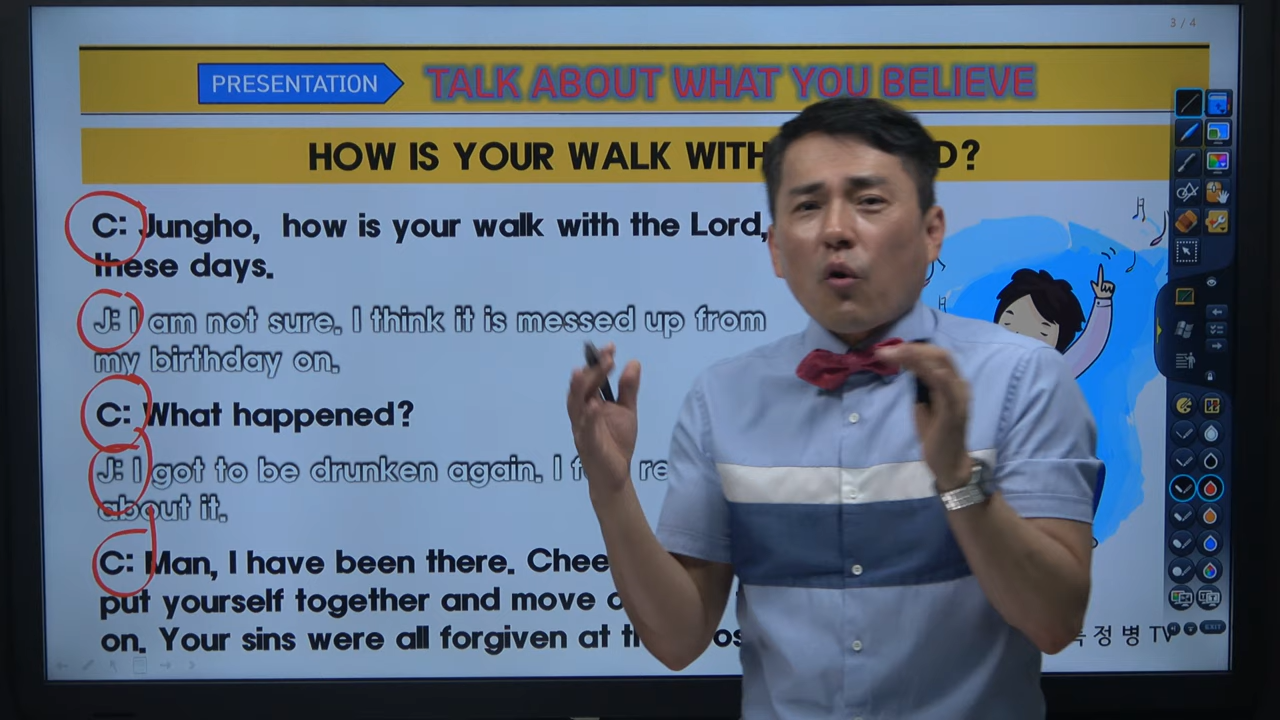 3 / 4
PRESENTATION
TALK ABOUT WHAT YOU BELIEVE
HOW IS YOUR WALK WITH D?
C: Jungho, how is your walk with the Lord,
these days.
J: I am not sure. I think it is messed up from
my birthday on.
C: What happened?
J: I got to be drunken again. I
about it.
C: Man, I have been there.
put yourself together and move
on. Your sins were all forgiven at
정병 TV
EXIT